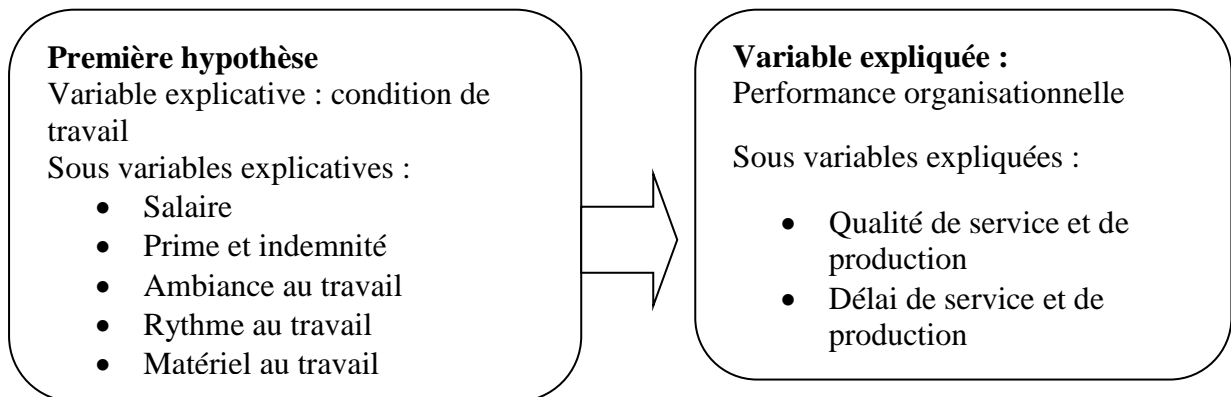 Première hypothèse
Variable explicative : condition de
travail
Sous variables explicatives :
• Salaire
• Prime et indemnité
• Ambiance au travail
• Rythme au travail
• Matériel au travail
Variable expliquée :
Performance organisationnelle
Sous variables expliquées :
• Qualité de service et de
production
• Délai de service et de
production